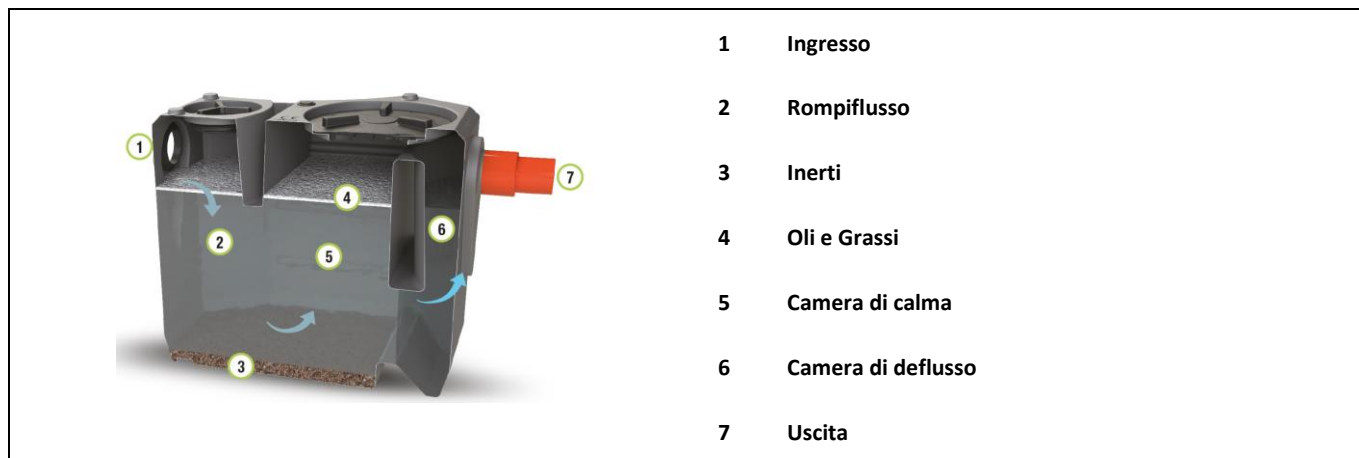 1
2
3
4
5
6
7
1 Ingresso
2 Rompiflusso
3 Inerti
4 Oli e Grassi
5 Camera di calma
6 Camera di deflusso
7 Uscita